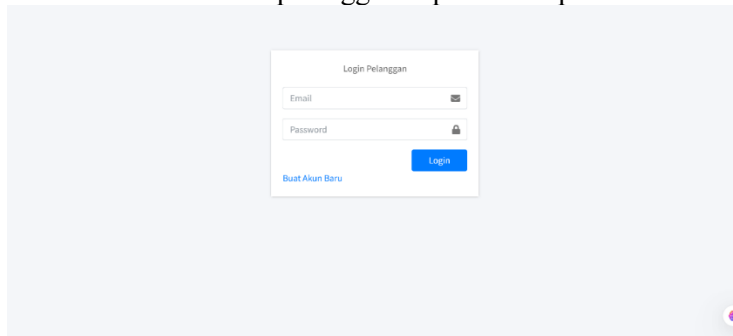 Login Pelanggan
Email
Password
Login
Buat Akun Baru